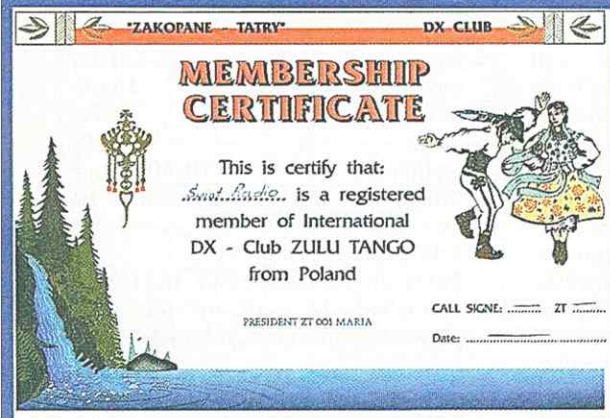 "ZAKOPANE - TATRY" DX CLUB
MEMBERSHIP
CERTIFICATE
This is certify that:
Świat Radio is a registered
member of International
DX - Club ZULU TANGO
from Poland
CALL SIGNE: ......... ZT .........
PRESIDENT ZT 001 MARIA
Date: ....................................